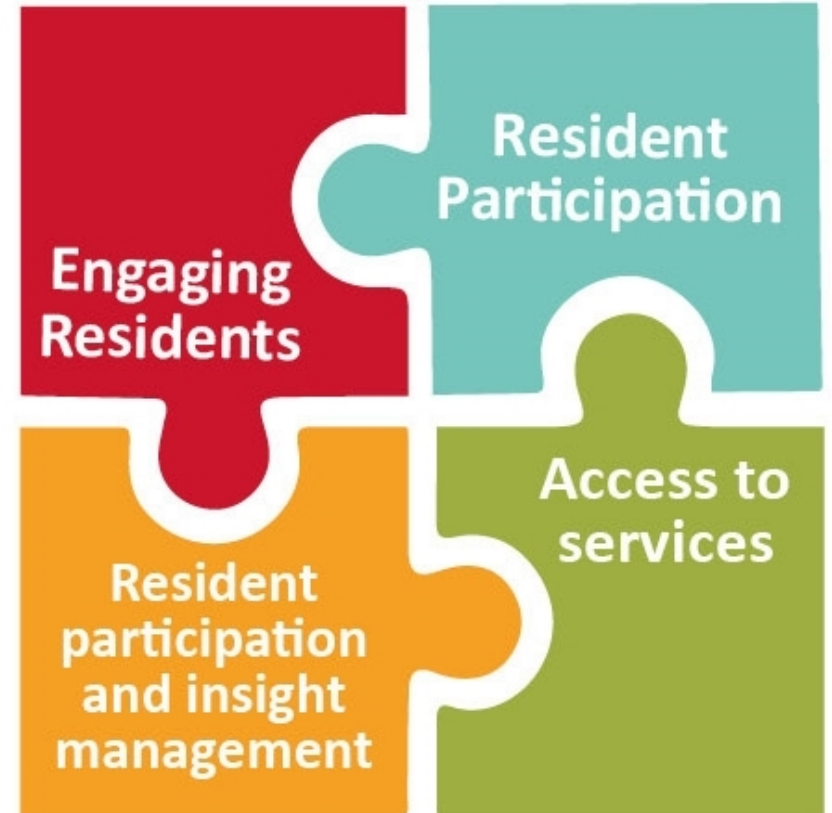 Engaging
Residents
Resident
Participation
Resident
participation
and insight
management
Access to
services